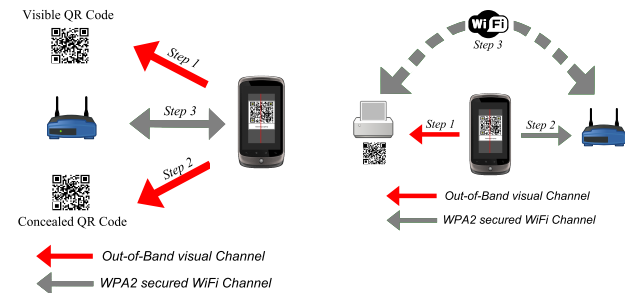 Visible QR Code
Step 1
Step 3
Step 2
Concealed QR Code
Out-of-Band visual Channel
WPA2 secured WiFi Channel
WiFi
Step 3
Step 1
Step 2
Out-of-Band visual Channel
WPA2 secured WiFi Channel